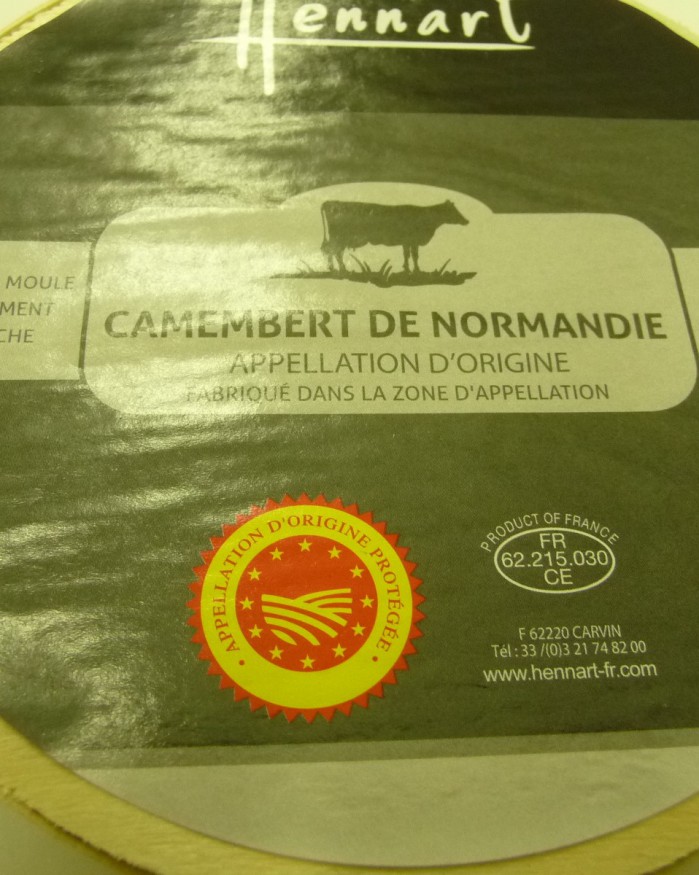 Hennart
MOULE
MENT
CHE
CAMEMBERT DE NORMANDIE
APPELLATION D'ORIGINE
FABRIQUÉ DANS LA ZONE D'APPELLATION
• APPELLATION D'ORIGINE PROTÉGÉE •
PRODUCT OF FRANCE
FR
62.215.030
CE
F 62220 CARVIN
Tél : 33 /(0)3 21 74 82 00
www.hennart-fr.com